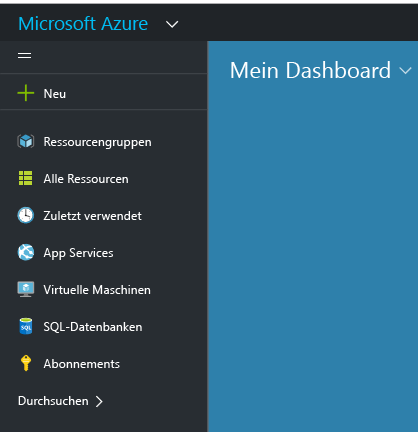 Microsoft Azure
Mein Dashboard
Neu
Ressourcengruppen
Alle Ressourcen
Zuletzt verwendet
App Services
Virtuelle Maschinen
SQL
SQL-Datenbanken
Abonnements
Durchsuchen